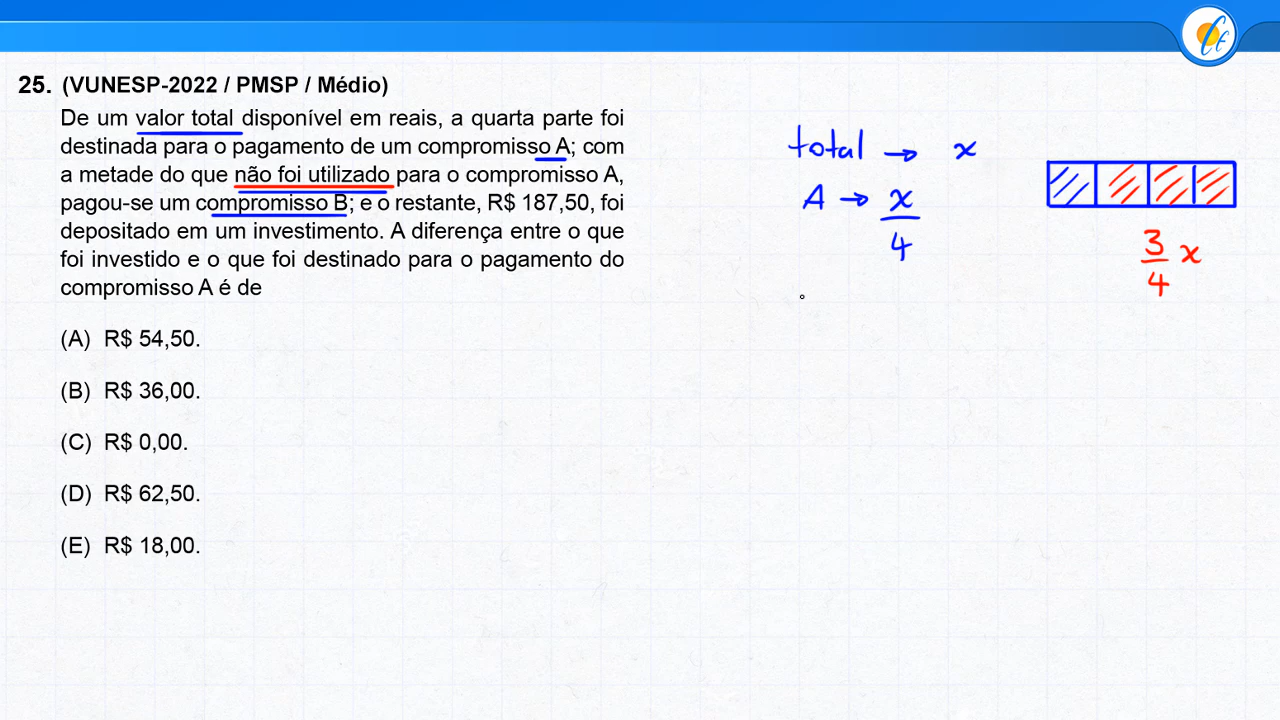 25. (VUNESP-2022 / PMSP / Médio)
De um valor total disponível em reais, a quarta parte foi
destinada para o pagamento de um compromisso A; com
a metade do que não foi utilizado para o compromisso A,
pagou-se um compromisso B; e o restante, R$ 187,50, foi
depositado em um investimento. A diferença entre o que
foi investido e o que foi destinado para o pagamento do
compromisso A é de
(A) R$ 54,50.
(B) R$ 36,00.
(C) R$ 0,00.
(D) R$ 62,50.
(E) R$ 18,00.
total → x
A → x/4
3/4 x